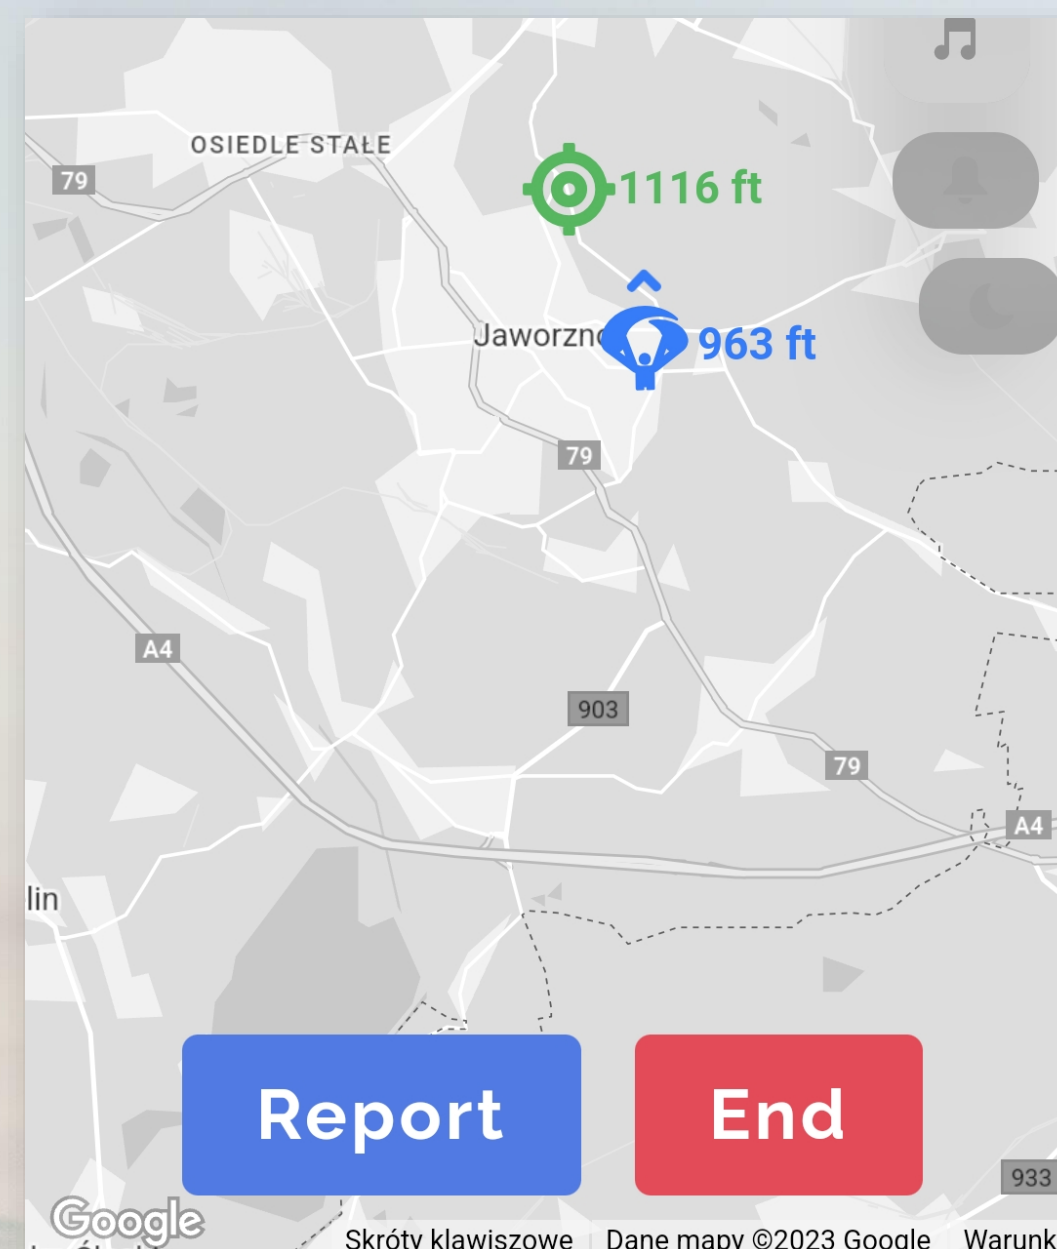 OSIEDLE STAŁE
79
1116 ft
Jaworzno
963 ft
79
A4
903
79
A4
lin
Report
End
933
Google
Skróty klawiszowe
Dane mapy ©2023 Google
Warunk